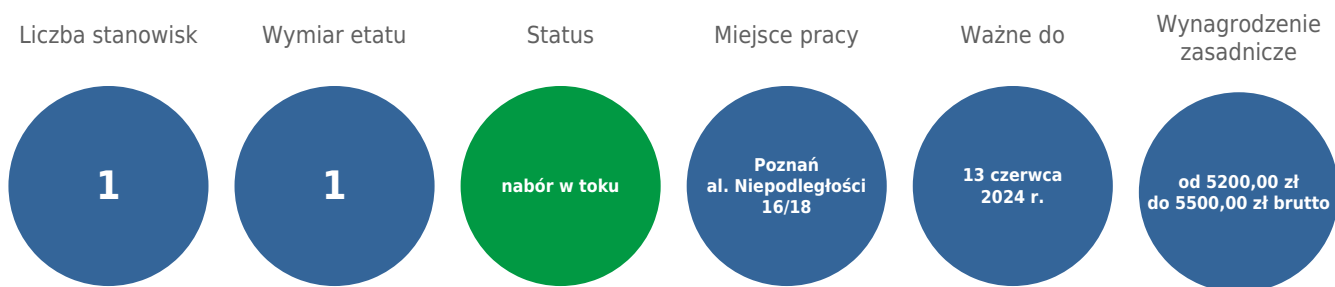 Liczba stanowisk
1
Wymiar etatu
1
Status
nabór w toku
Miejsce pracy
Poznań
al. Niepodległości
16/18
Ważne do
13 czerwca
2024 r.
Wynagrodzenie
zasadnicze
od 5200,00 zł
do 5500,00 zł brutto